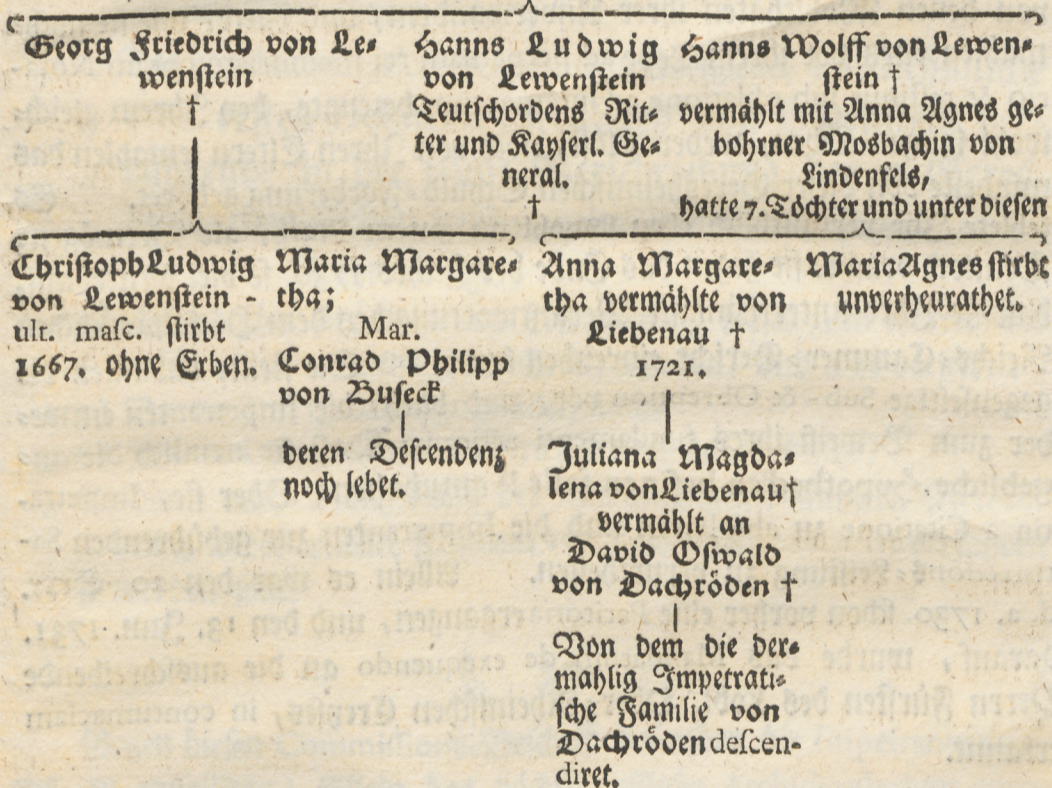 Georg Friedrich von Le-
wenstein
†
Hanns Ludwig
von Lewenstein
Teutschordens Rit-
ter und Kayserl. Ge-
neral.
†
Hanns Wolff von Lewen-
stein †
vermählt mit Anna Agnes ge-
bohrner Mosbachin von
Lindenfels,
hatte 7. Töchter und unter diesen
Christoph Ludwig
von Lewenstein -
ult. masc. stirbt
1667. ohne Erben.
Maria Margare-
tha;
Mar.
Conrad Philipp
von Buseck
deren Descendenz
noch lebet.
Anna Margare-
tha vermählte von
Liebenau †
1721.
Juliana Magda-
lena von Liebenau †
vermählt an
David Oswald
von Dachröden †
Von dem die der-
mahlig Impetrati-
sche Familie von
Dachröden descen-
diret.
Maria Agnes stirbt
unverheurathet.